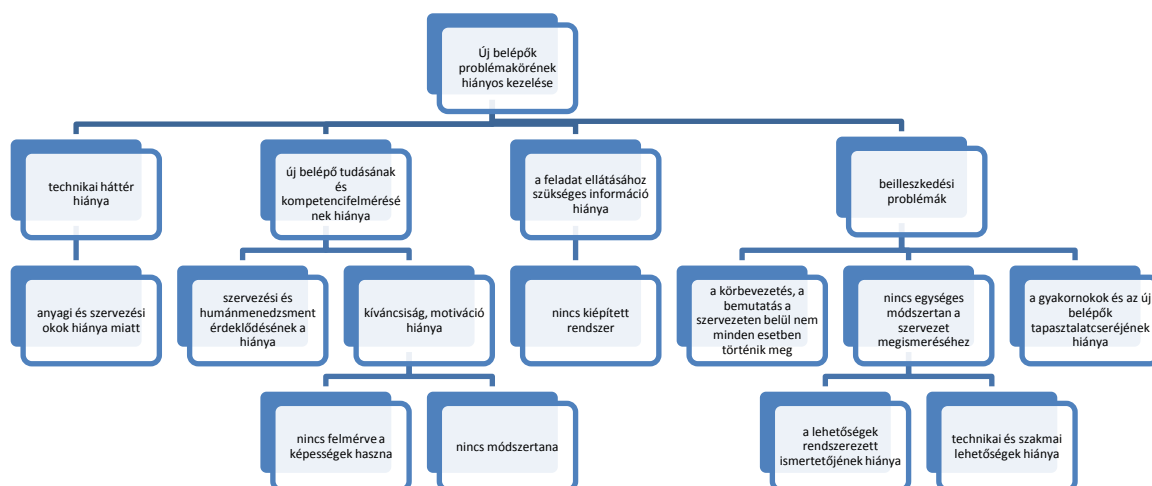 Új belépők
problémakörének
hiányos kezelése
technikai háttér
hiánya
új belépő tudásának
és
kompetencifelmérésé
nek hiánya
a feladat ellátásához
szükséges információ
hiánya
beilleszkedési
problémák
anyagi és szervezési
okok hiánya miatt
szervezési és
humánmenedzsment
érdeklődésének a
hiánya
kíváncsiság, motiváció
hiánya
nincs kiépített
rendszer
a körbevezetés, a
bemutatás a
szervezeten belül nem
minden esetben
történik meg
nincs egységes
módszertan a
szervezet
megismeréséhez
a gyakornokok és az új
belépők
tapasztalatcseréjének
hiánya
nincs felmérve a
képességek haszna
nincs módszertana
a lehetőségek
rendszerezett
ismertetőjének hiánya
technikai és szakmai
lehetőségek hiánya